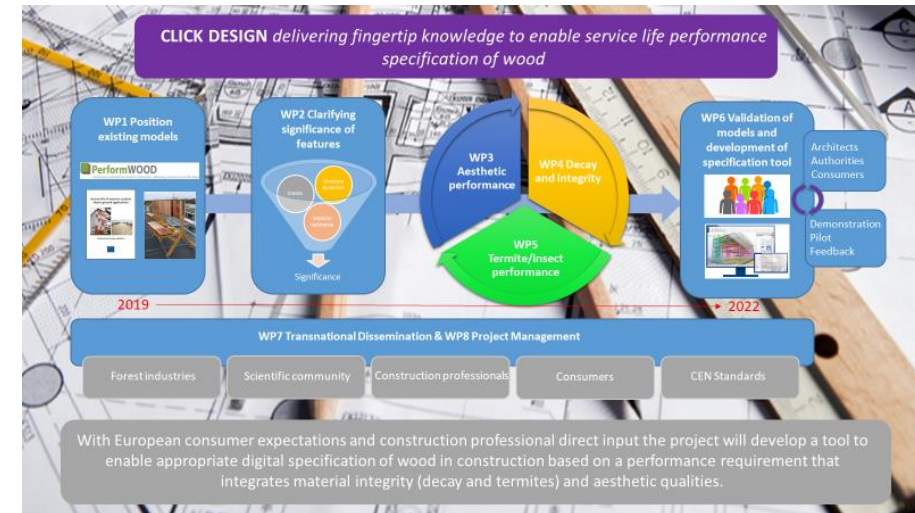 CLICK DESIGN delivering fingertip knowledge to enable service life performance
specification of wood
WP1 Position
existing models
PerformWOOD
WP2 Clarifying
significance of
features
Significance
WP3
Aesthetic
performance
WP4 Decay
and integrity
WP5
Termite/insect
performance
WP6 Validation of
models and
development of
specification tool
Architects
Authorities
Consumers
Demonstration
Pilot
Feedback
2019
2022
WP7 Transnational Dissemination & WP8 Project Management
Forest industries
Scientific community
Construction professionals
Consumers
CEN Standards
With European consumer expectations and construction professional direct input the project will develop a tool to
enable appropriate digital specification of wood in construction based on a performance requirement that
integrates material integrity (decay and termites) and aesthetic qualities.